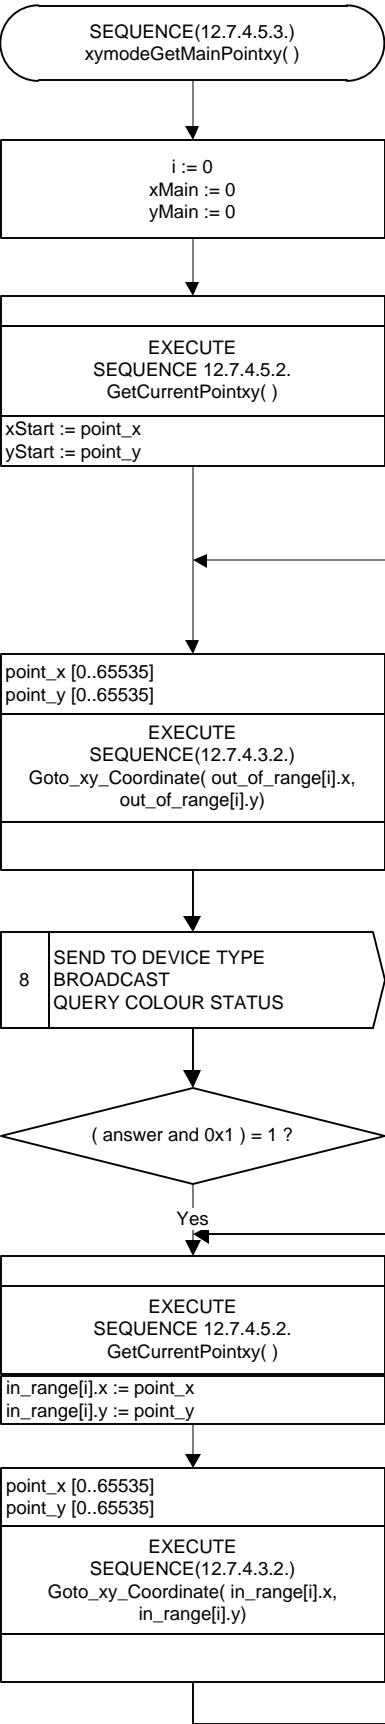 SEQUENCE(12.7.4.5.3.)
xymodeGetMainPointxy( )
i := 0
xMain := 0
yMain := 0
EXECUTE
SEQUENCE 12.7.4.5.2.
GetCurrentPointxy( )
xStart := point_x
yStart := point_y
point_x [0..65535]
point_y [0..65535]
EXECUTE
SEQUENCE(12.7.4.3.2.)
Goto_xy_Coordinate( out_of_range[i].x,
out_of_range[i].y)
8
SEND TO DEVICE TYPE
BROADCAST
QUERY COLOUR STATUS
( answer and 0x1 ) = 1 ?
Yes
EXECUTE
SEQUENCE 12.7.4.5.2.
GetCurrentPointxy( )
in_range[i].x := point_x
in_range[i].y := point_y
point_x [0..65535]
point_y [0..65535]
EXECUTE
SEQUENCE(12.7.4.3.2.)
Goto_xy_Coordinate( in_range[i].x,
in_range[i].y)